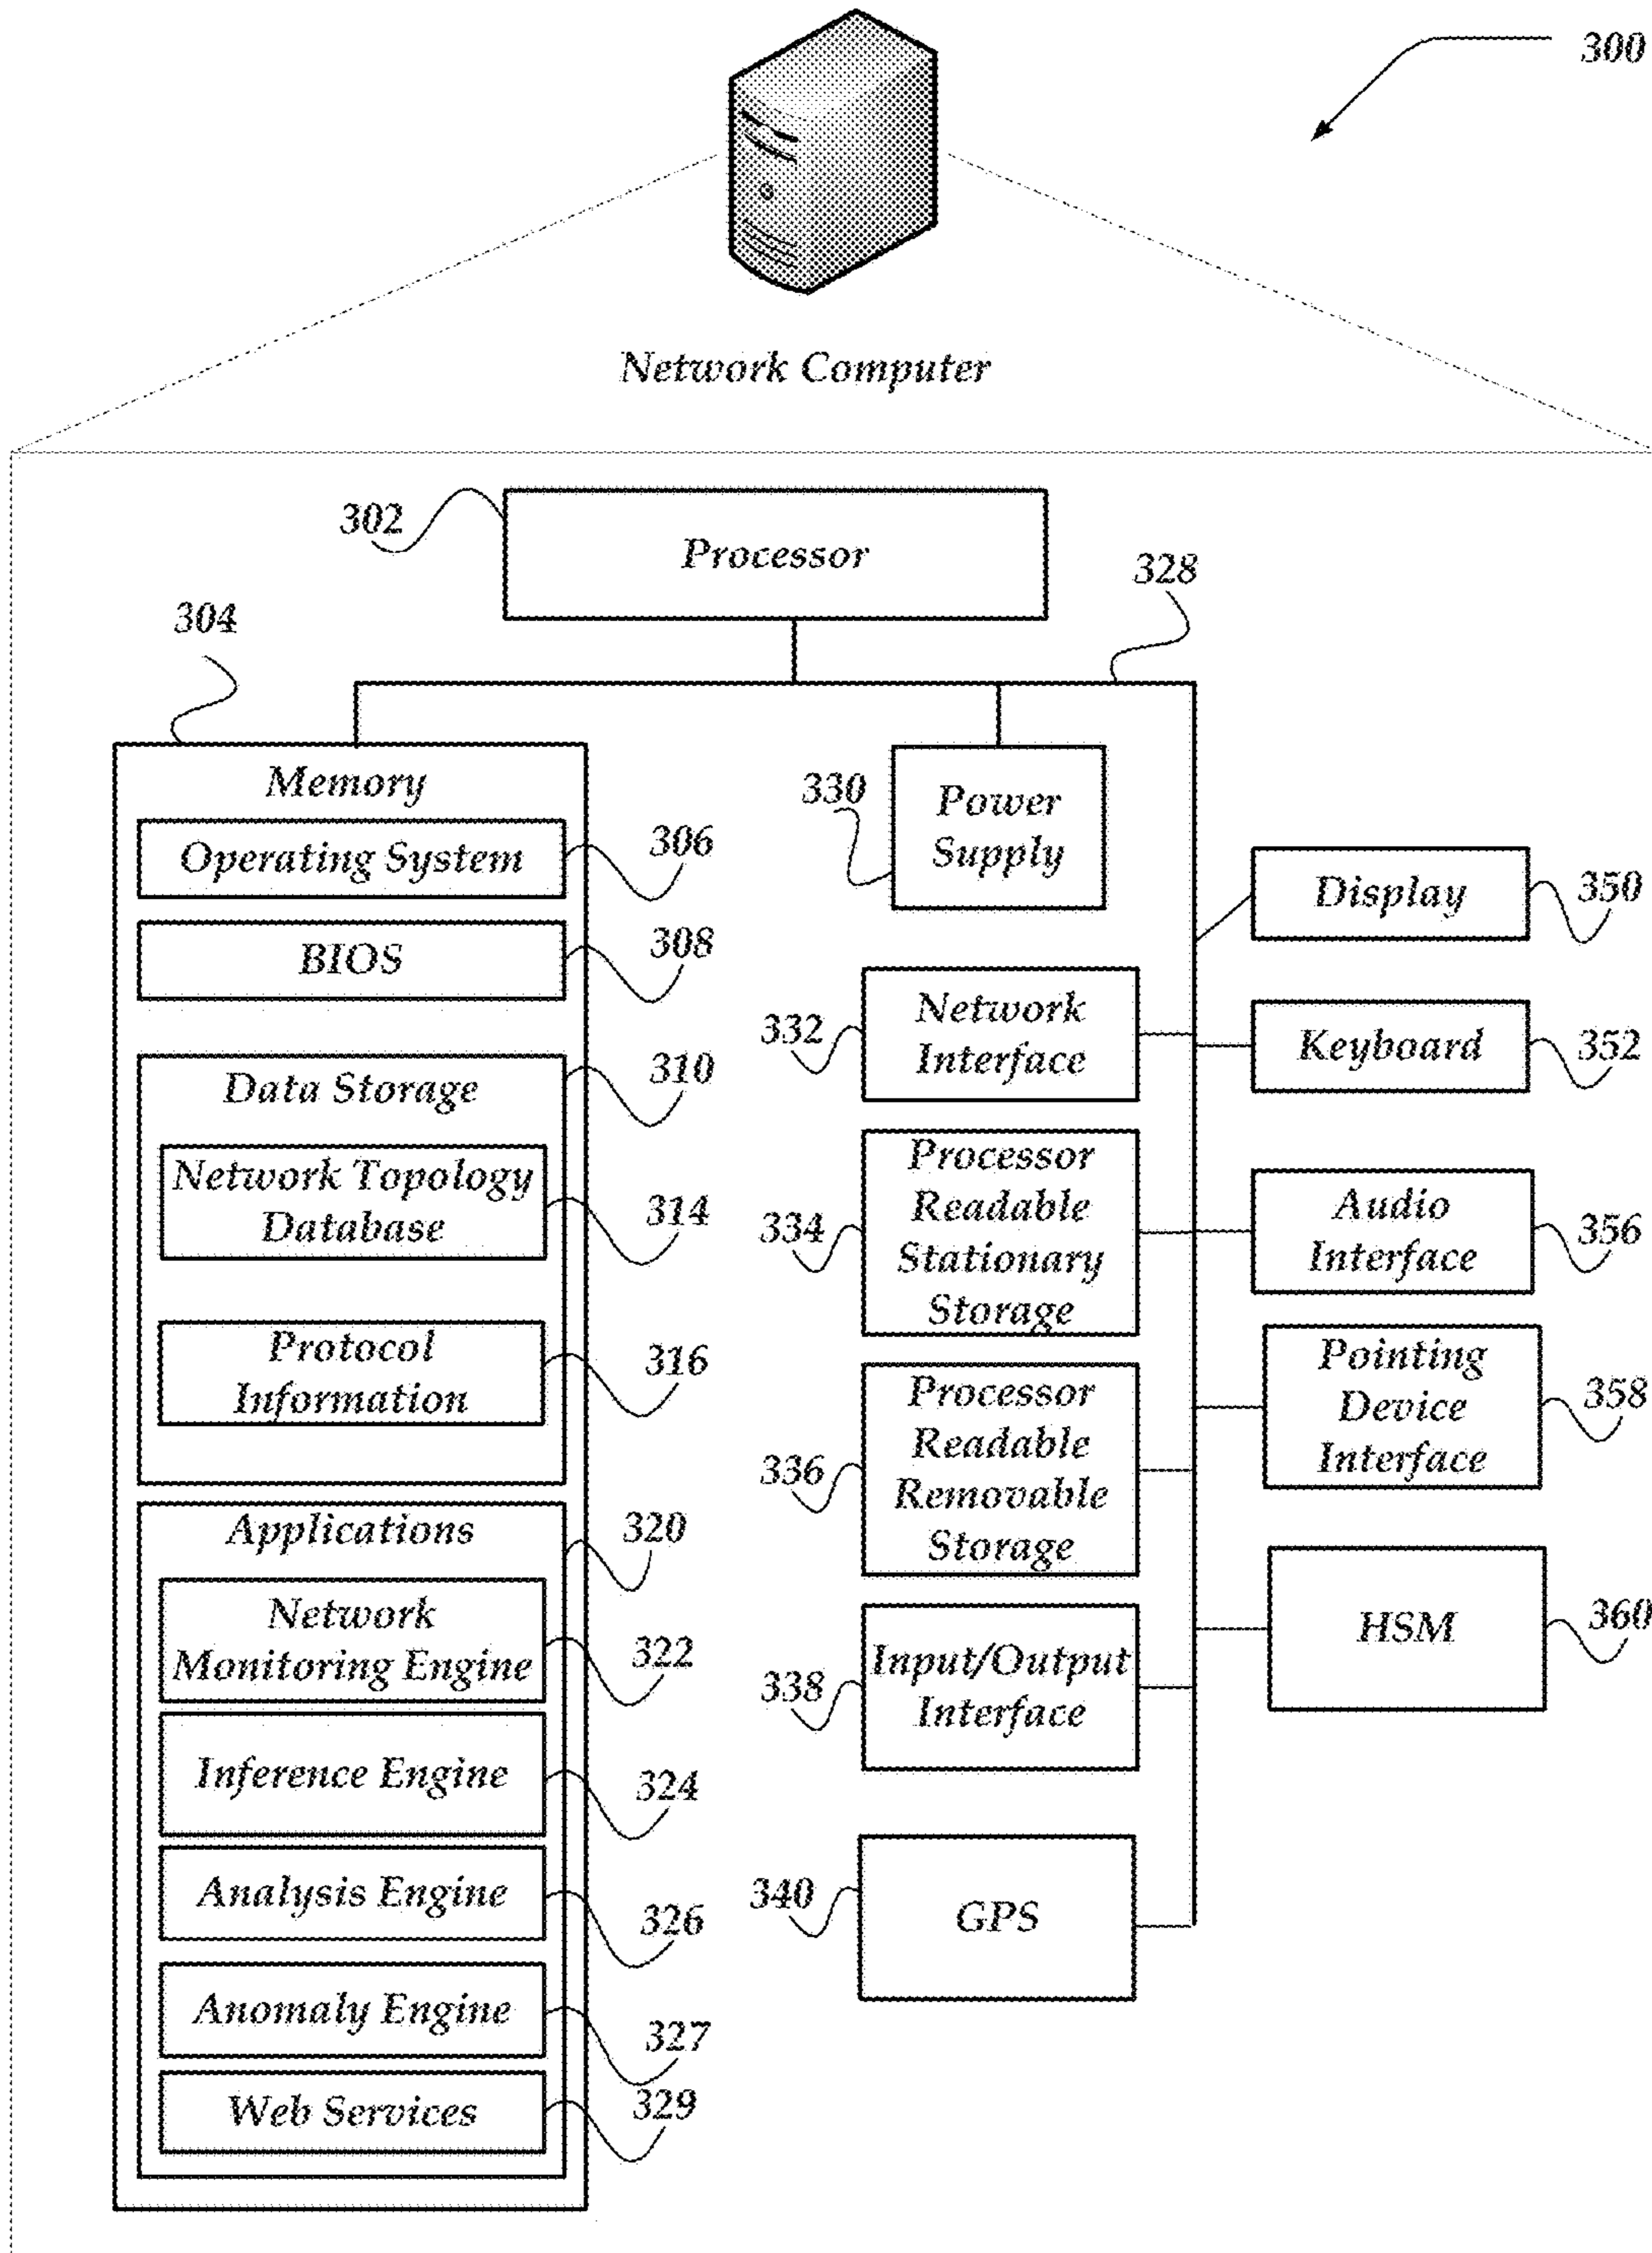 300
Network Computer
302
Processor
328
304
Memory
Operating System
306
BIOS
308
Data Storage
310
Network Topology
Database
314
Protocol
Information
316
Applications
320
Network
Monitoring Engine
322
Inference Engine
324
Analysis Engine
326
Anomaly Engine
327
Web Services
329
330
Power
Supply
332
Network
Interface
334
Processor
Readable
Stationary
Storage
336
Processor
Readable
Removable
Storage
338
Input/Output
Interface
340
GPS
Display
350
Keyboard
352
Audio
Interface
356
Pointing
Device
Interface
358
HSM
360